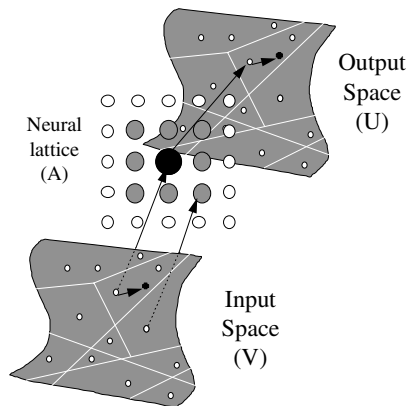 Output
Space
(U)
Neural
lattice
(A)
Input
Space
(V)